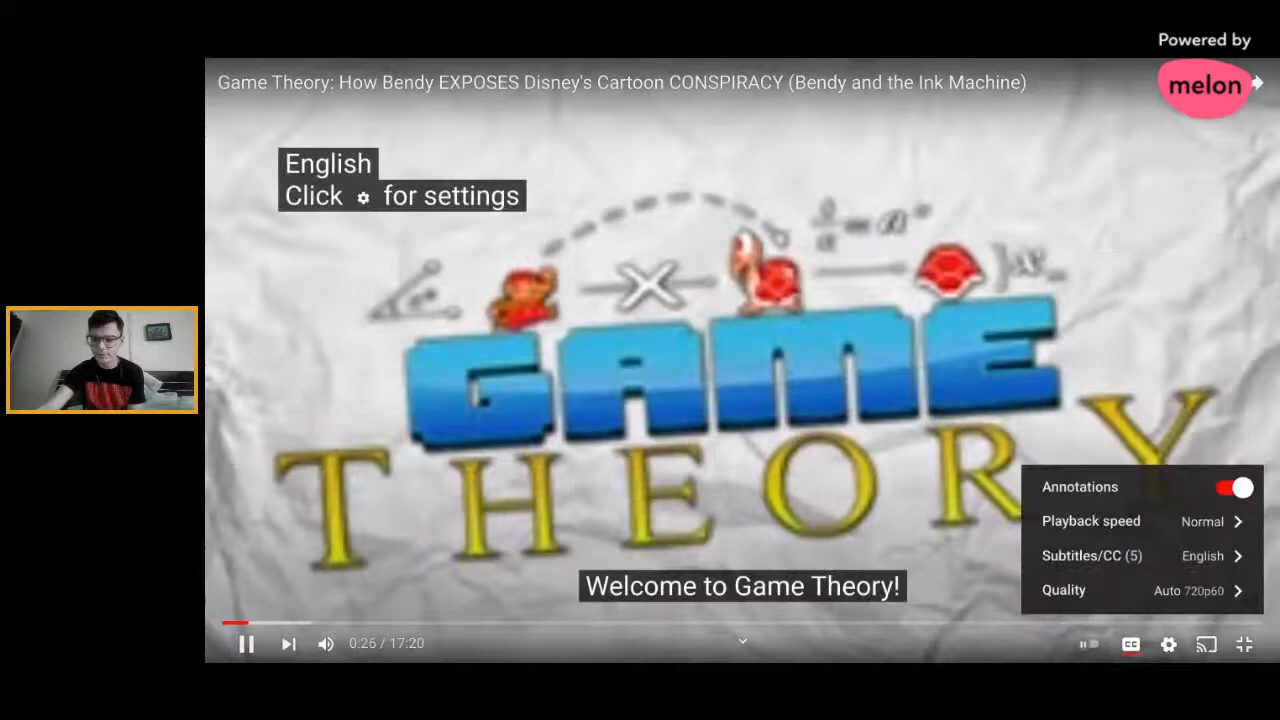 Powered by
melon
Game Theory: How Bendy EXPOSES Disney's Cartoon CONSPIRACY (Bendy and the Ink Machine)
English
Click for settings
GAME
THEORY
Annotations
Playback speed Normal
Subtitles/CC (5) English
Quality Auto 720p60
Welcome to Game Theory!
0:26 / 17:20
CC